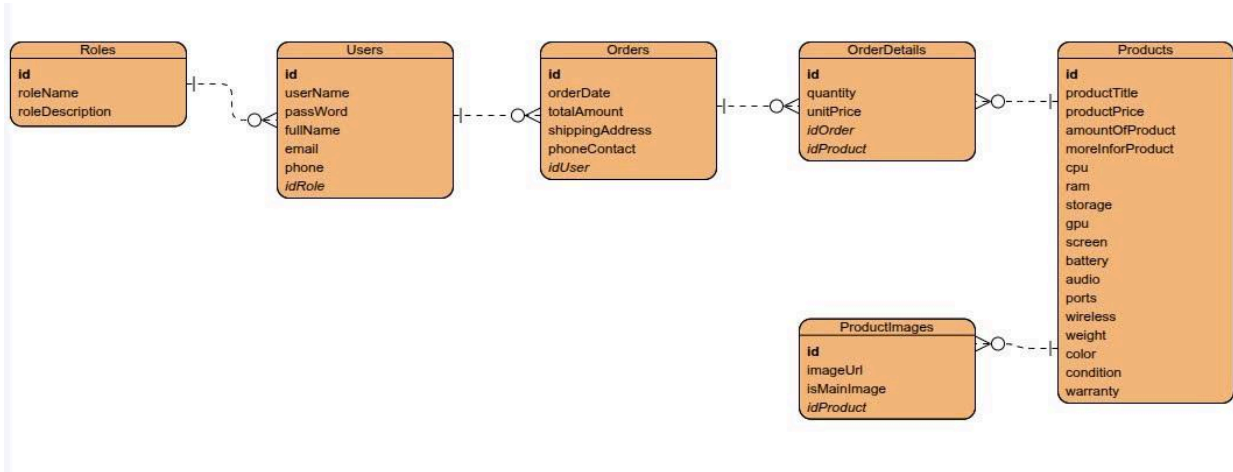 Roles
id
roleName
roleDescription
Users
id
userName
passWord
fullName
email
phone
idRole
Orders
id
orderDate
totalAmount
shippingAddress
phoneContact
idUser
OrderDetails
id
quantity
unitPrice
idOrder
idProduct
Products
id
productTitle
productPrice
amountOfProduct
moreInforProduct
cpu
ram
storage
gpu
screen
battery
audio
ports
wireless
weight
color
condition
warranty
ProductImages
id
imageUrl
isMainImage
idProduct